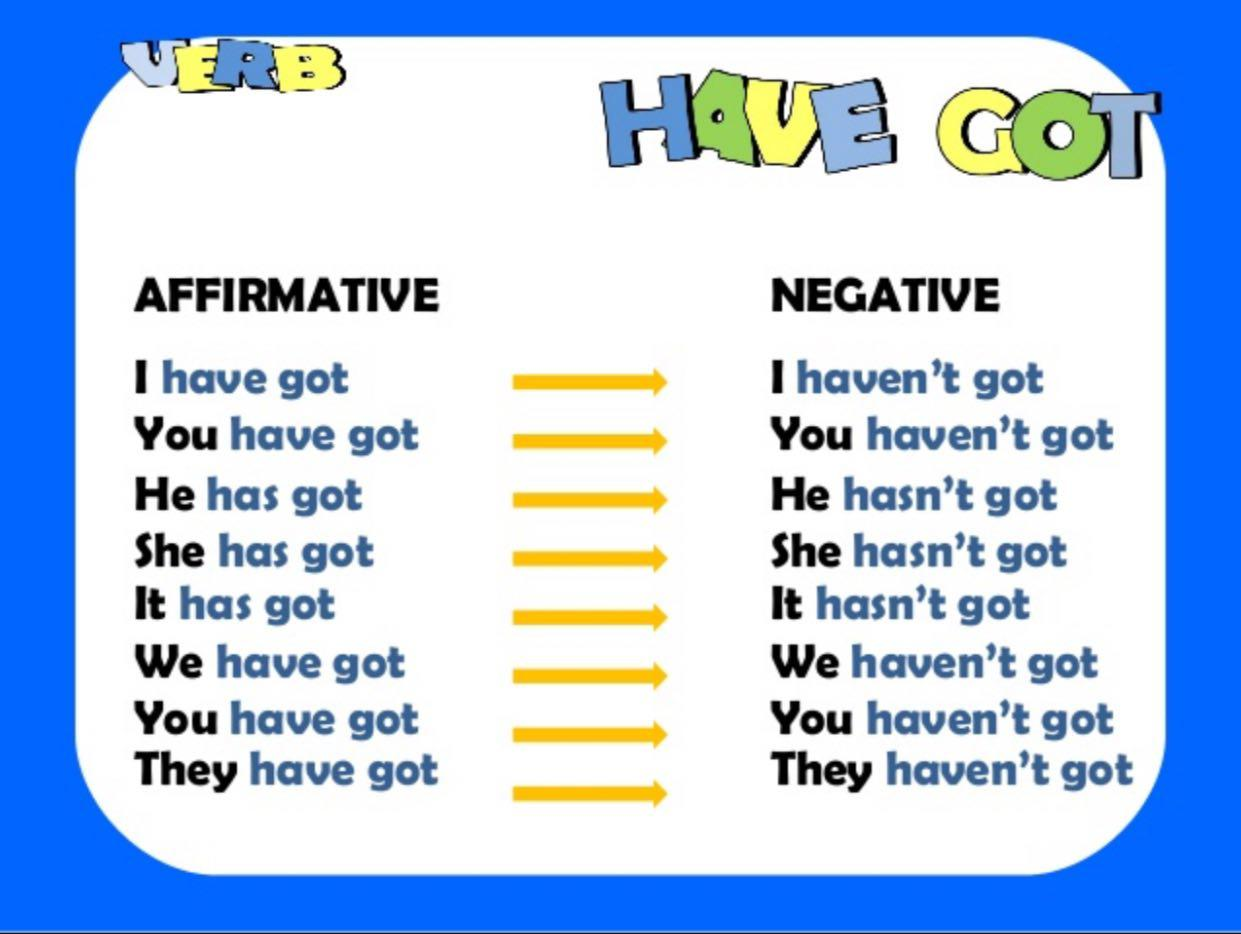 VERB
HAVE GOT
AFFIRMATIVE
NEGATIVE
I have got
I haven't got
You have got
You haven't got
He has got
He hasn't got
She has got
She hasn't got
It has got
It hasn't got
We have got
We haven't got
You have got
You haven't got
They have got
They haven't got